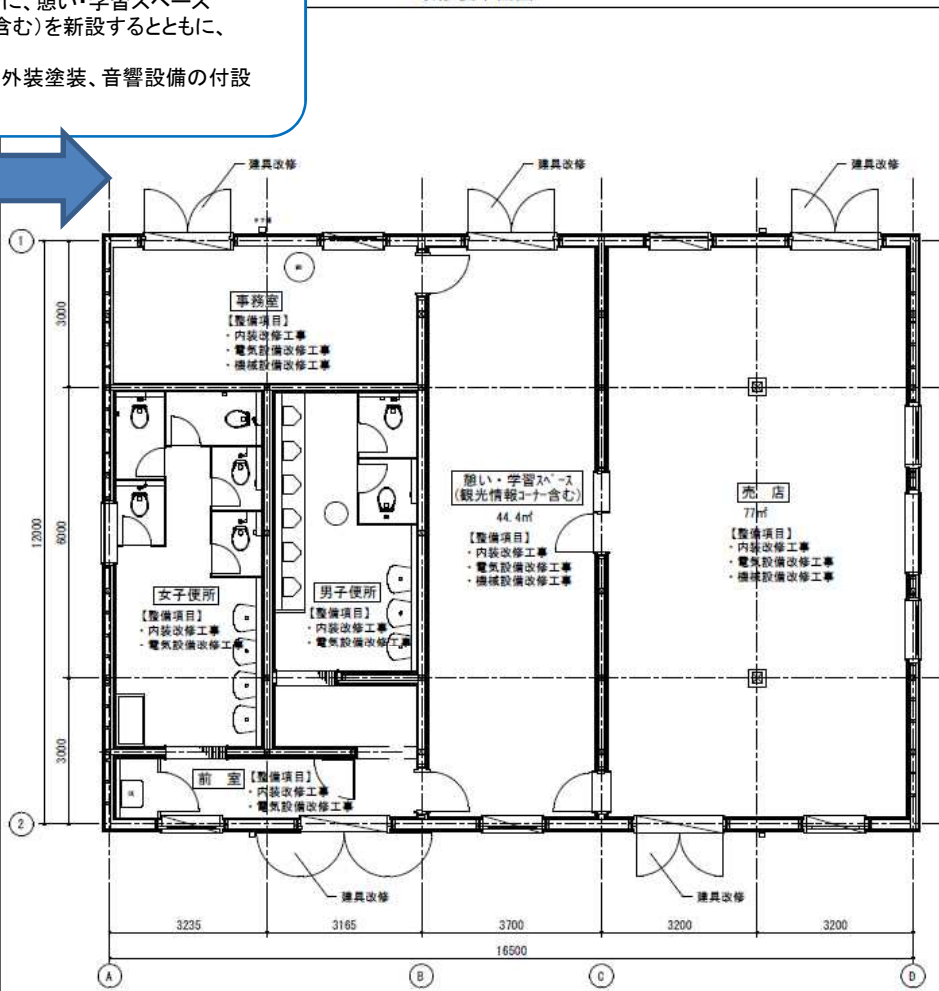 に、憩い・学習スペース
含む)を新設するとともに、
外装塗装、音響設備の付設
建具改修
建具改修
建具改修
1
3000
事務室
【整備項目】
・内装改修工事
・電気設備改修工事
・機械設備改修工事
12000
6000
憩い・学習スペース
(観光情報コーナー含む)
44.4㎡
【整備項目】
・内装改修工事
・電気設備改修工事
・機械設備改修工事
売 店
77㎡
【整備項目】
・内装改修工事
・電気設備改修工事
・機械設備改修工事
女子便所
【整備項目】
・内装改修工事
・電気設備改修工事
男子便所
【整備項目】
・内装改修工事
・電気設備改修工事
3000
前 室
【整備項目】
・内装改修工事
・電気設備改修工事
2
建具改修
建具改修
3235
3165
3700
3200
3200
16500
A
B
C
D